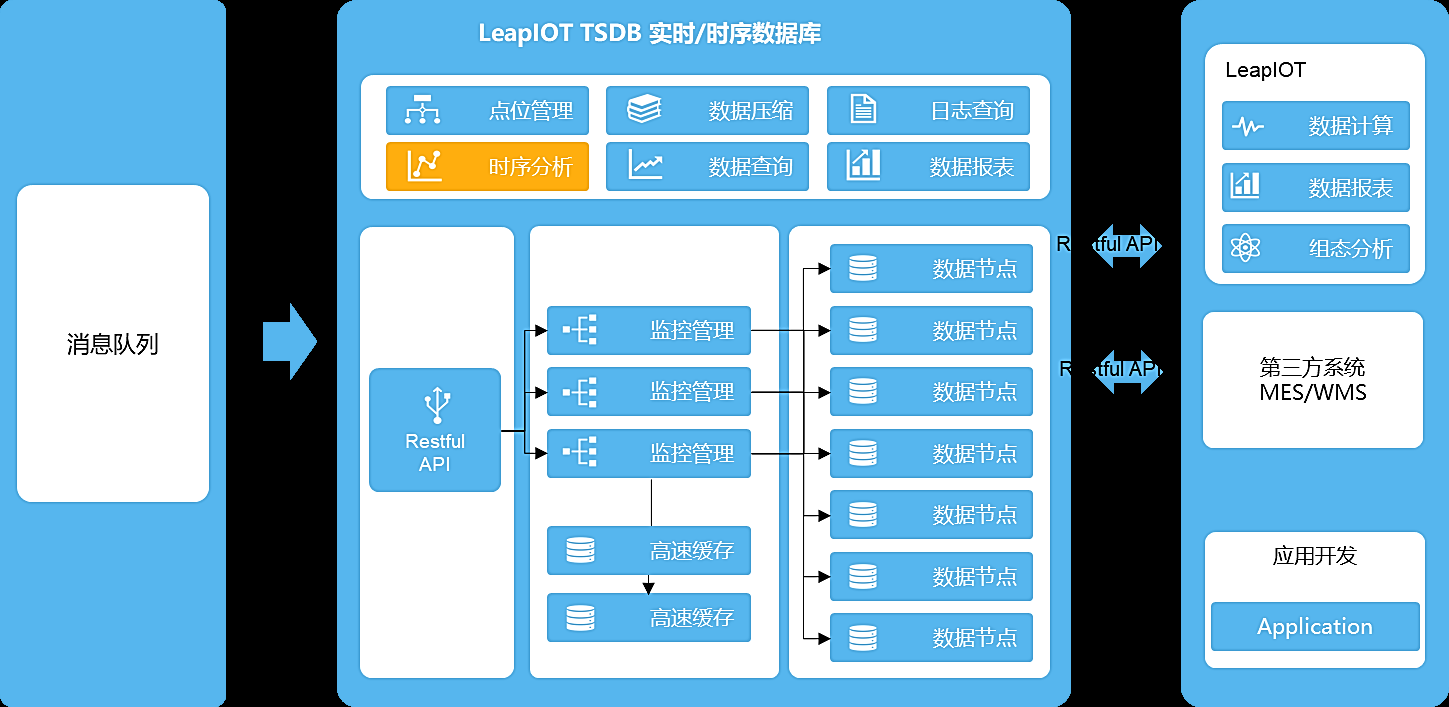 消息队列
LeapIOT TSDB 实时/时序数据库
点位管理
数据压缩
日志查询
时序分析
数据查询
数据报表
Restful
API
监控管理
监控管理
监控管理
高速缓存
高速缓存
数据节点
数据节点
数据节点
数据节点
数据节点
数据节点
数据节点
Restful API
Restful API
LeapIOT
数据计算
数据报表
组态分析
第三方系统
MES/WMS
应用开发
Application